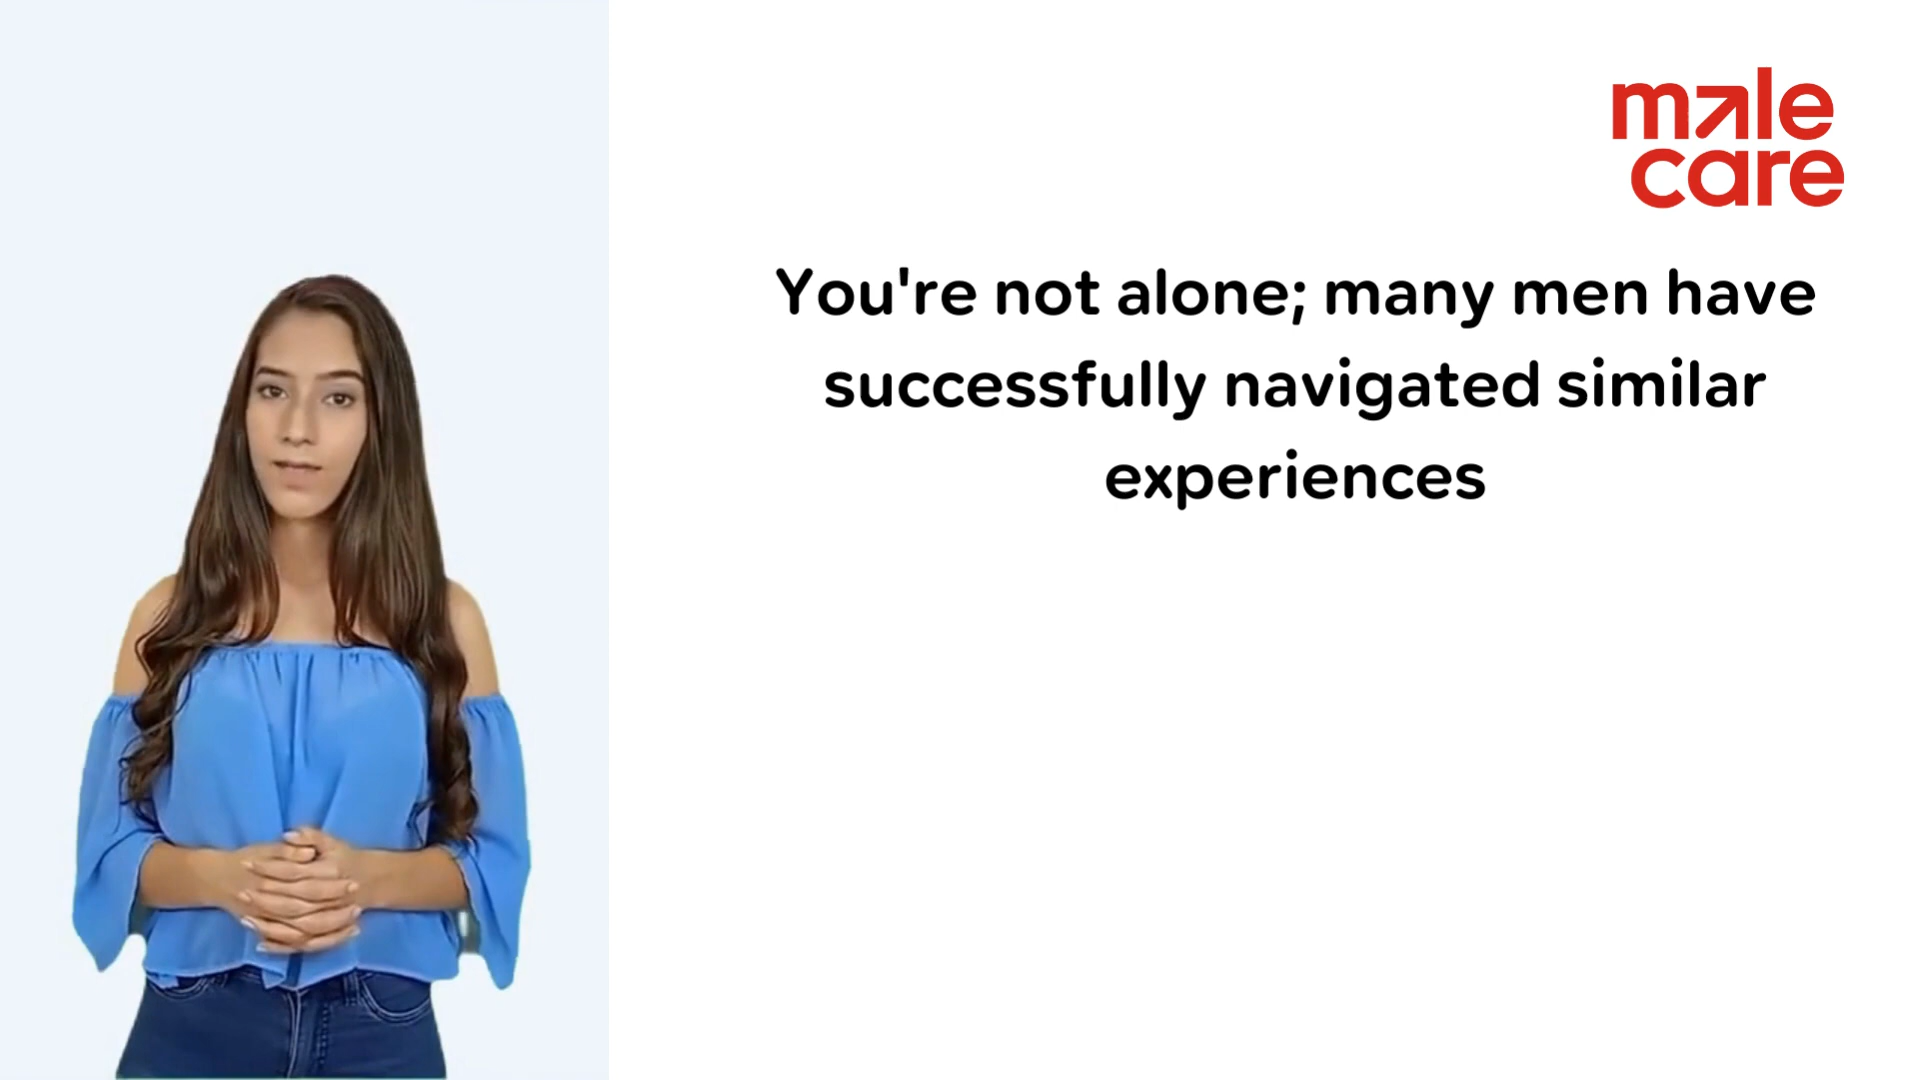 male
care
You're not alone; many men have
successfully navigated similar
experiences